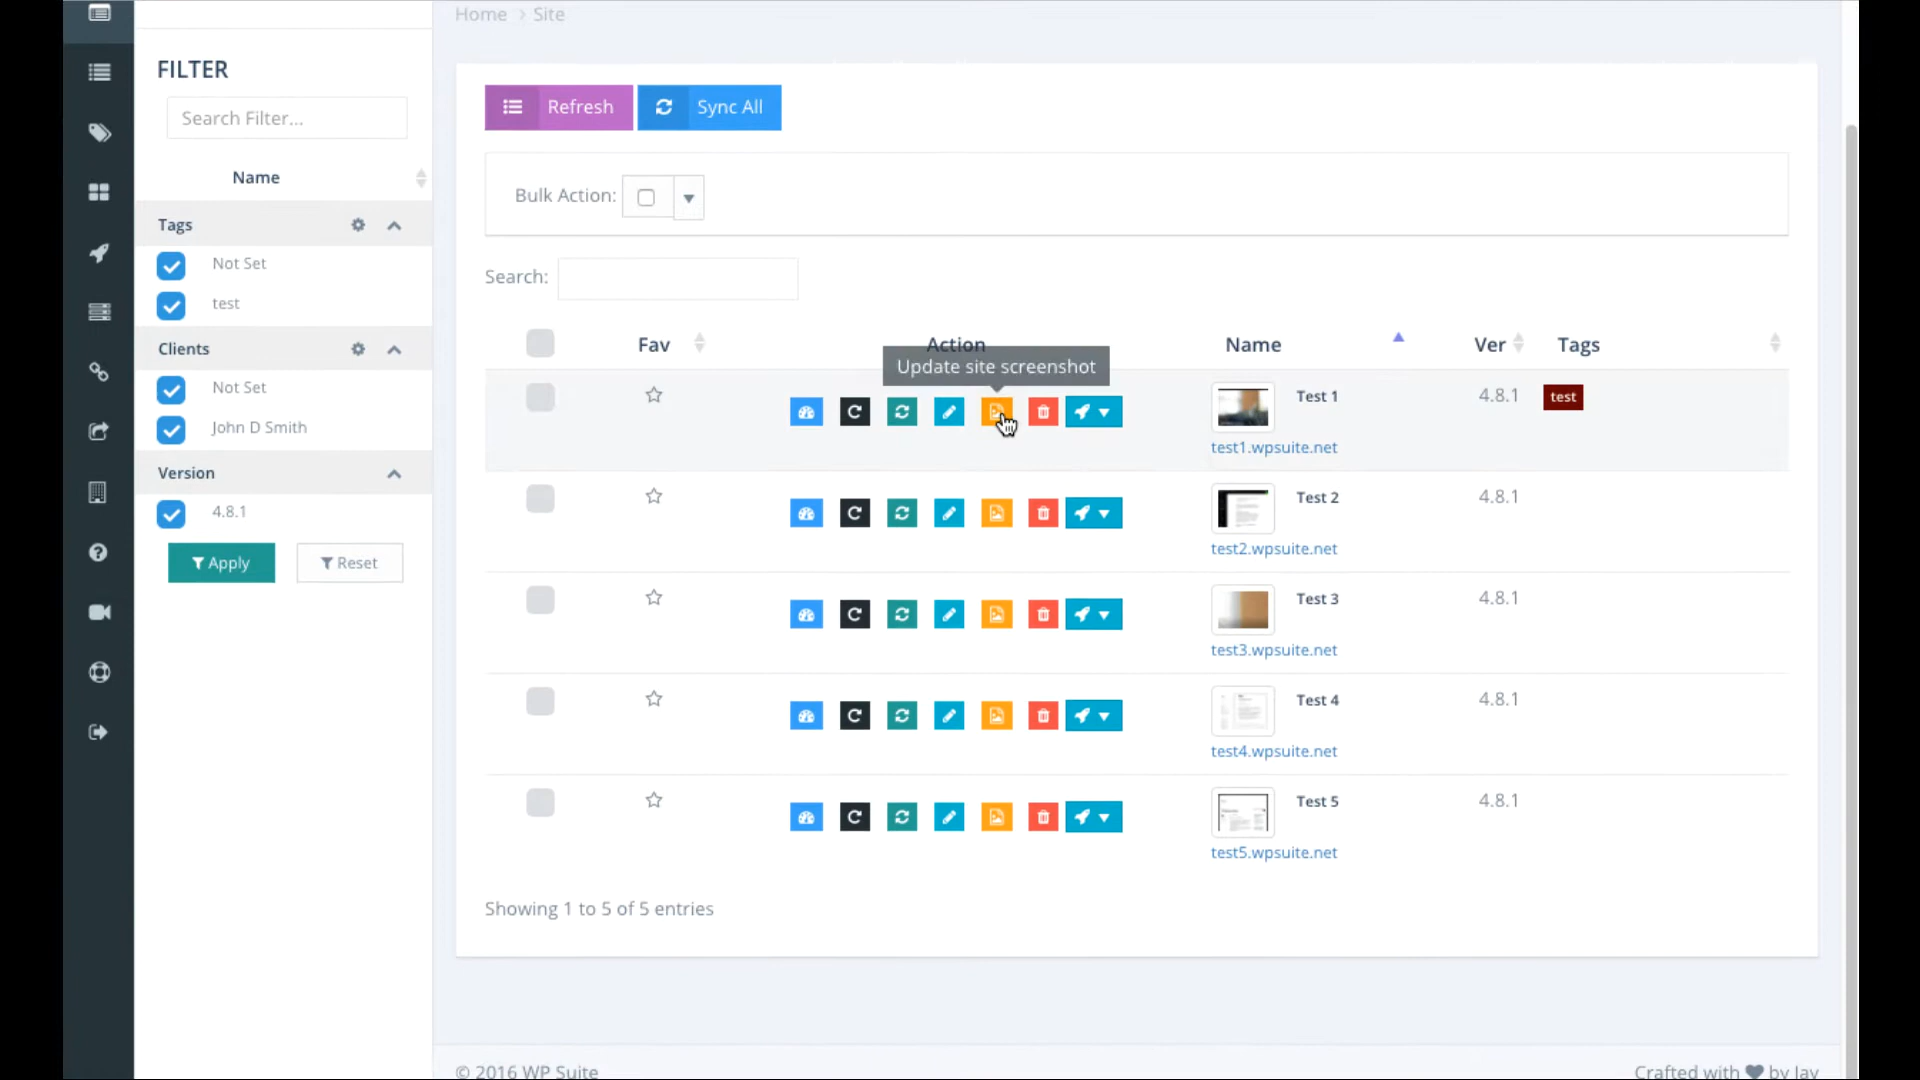 Home > Site
FILTER
Search Filter...
Name
Tags
Not Set
test
Clients
Not Set
John D Smith
Version
4.8.1
Apply
Reset
Refresh
Sync All
Bulk Action:
Search:
Fav
Action
Name
Ver
Tags
Update site screenshot
Test 1
4.8.1
test
test1.wpsuite.net
Test 2
4.8.1
test2.wpsuite.net
Test 3
4.8.1
test3.wpsuite.net
Test 4
4.8.1
test4.wpsuite.net
Test 5
4.8.1
test5.wpsuite.net
Showing 1 to 5 of 5 entries
© 2016 WP Suite
Crafted with ♥ by Jay